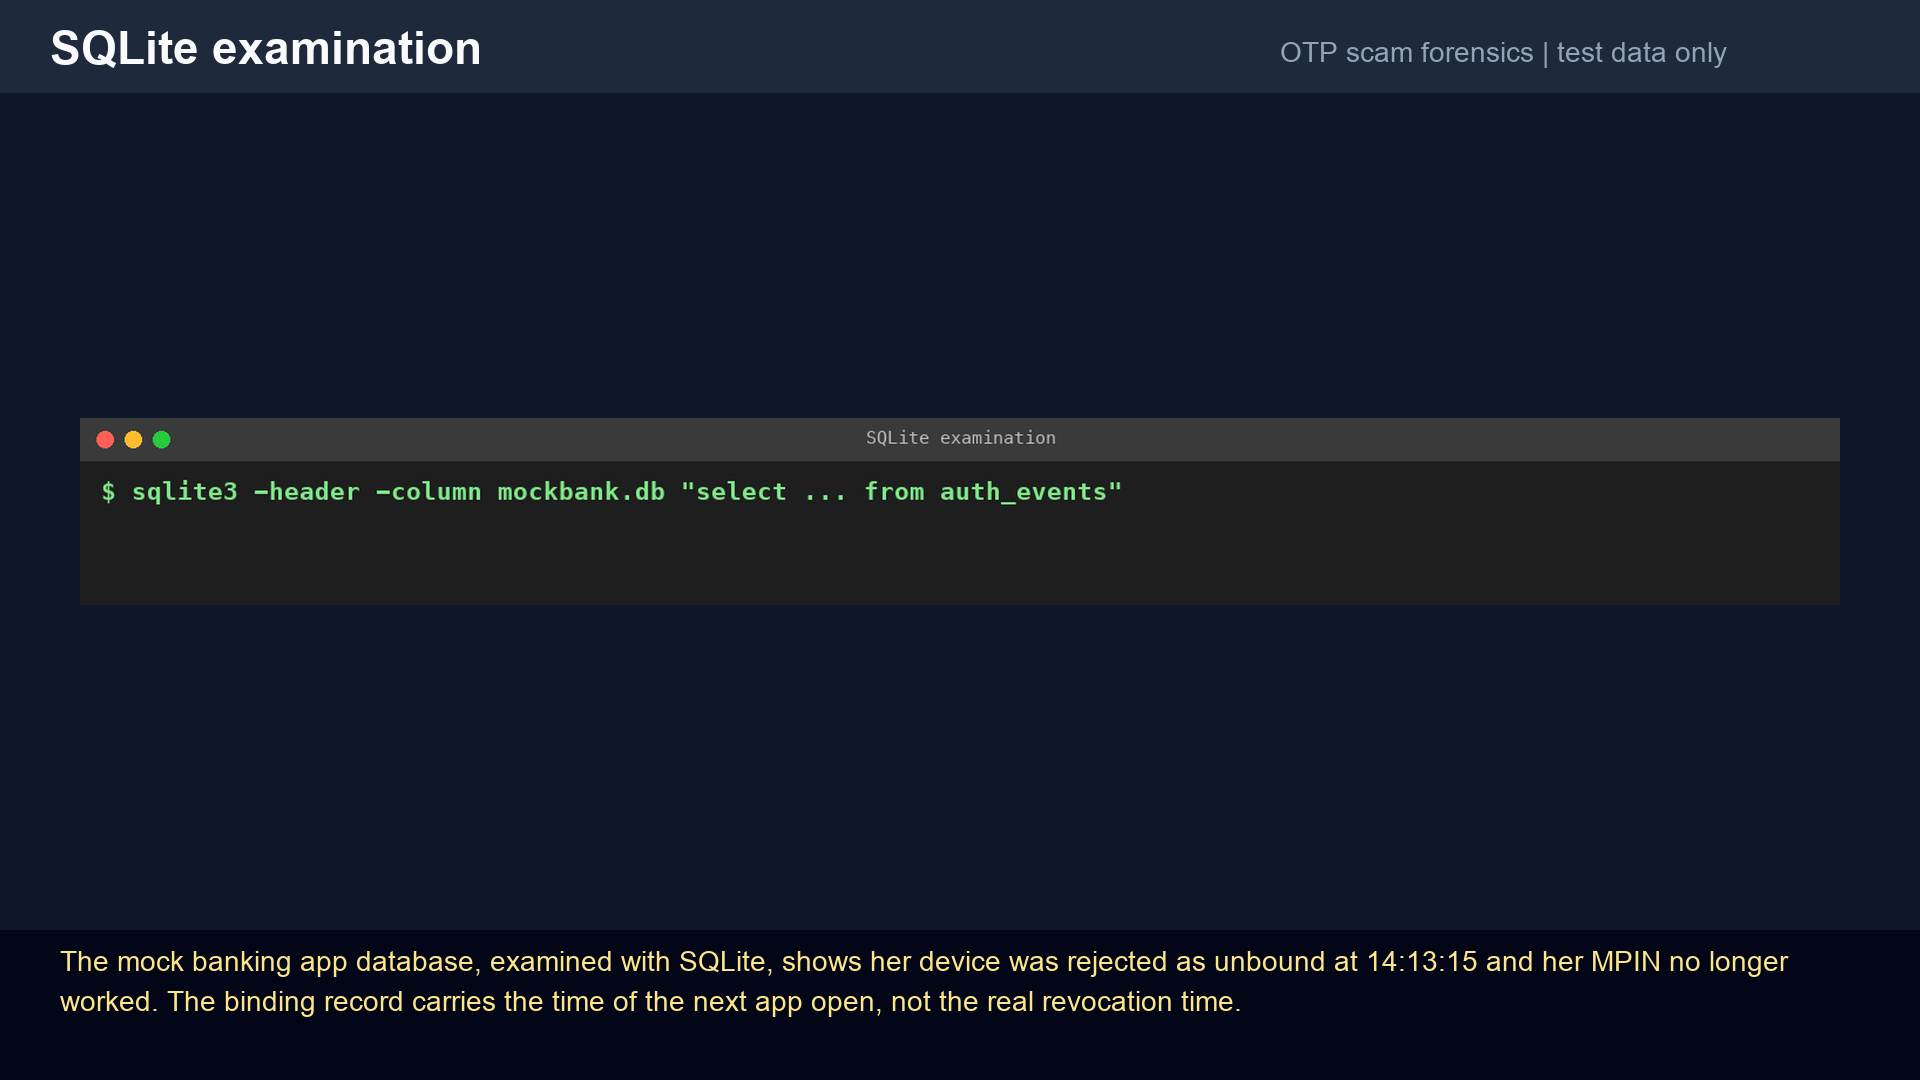 SQLite examination
OTP scam forensics | test data only
SQLite examination
$ sqlite3 −header −column mockbank.db "select ... from auth_events"
The mock banking app database, examined with SQLite, shows her device was rejected as unbound at 14:13:15 and her MPIN no longer
worked. The binding record carries the time of the next app open, not the real revocation time.